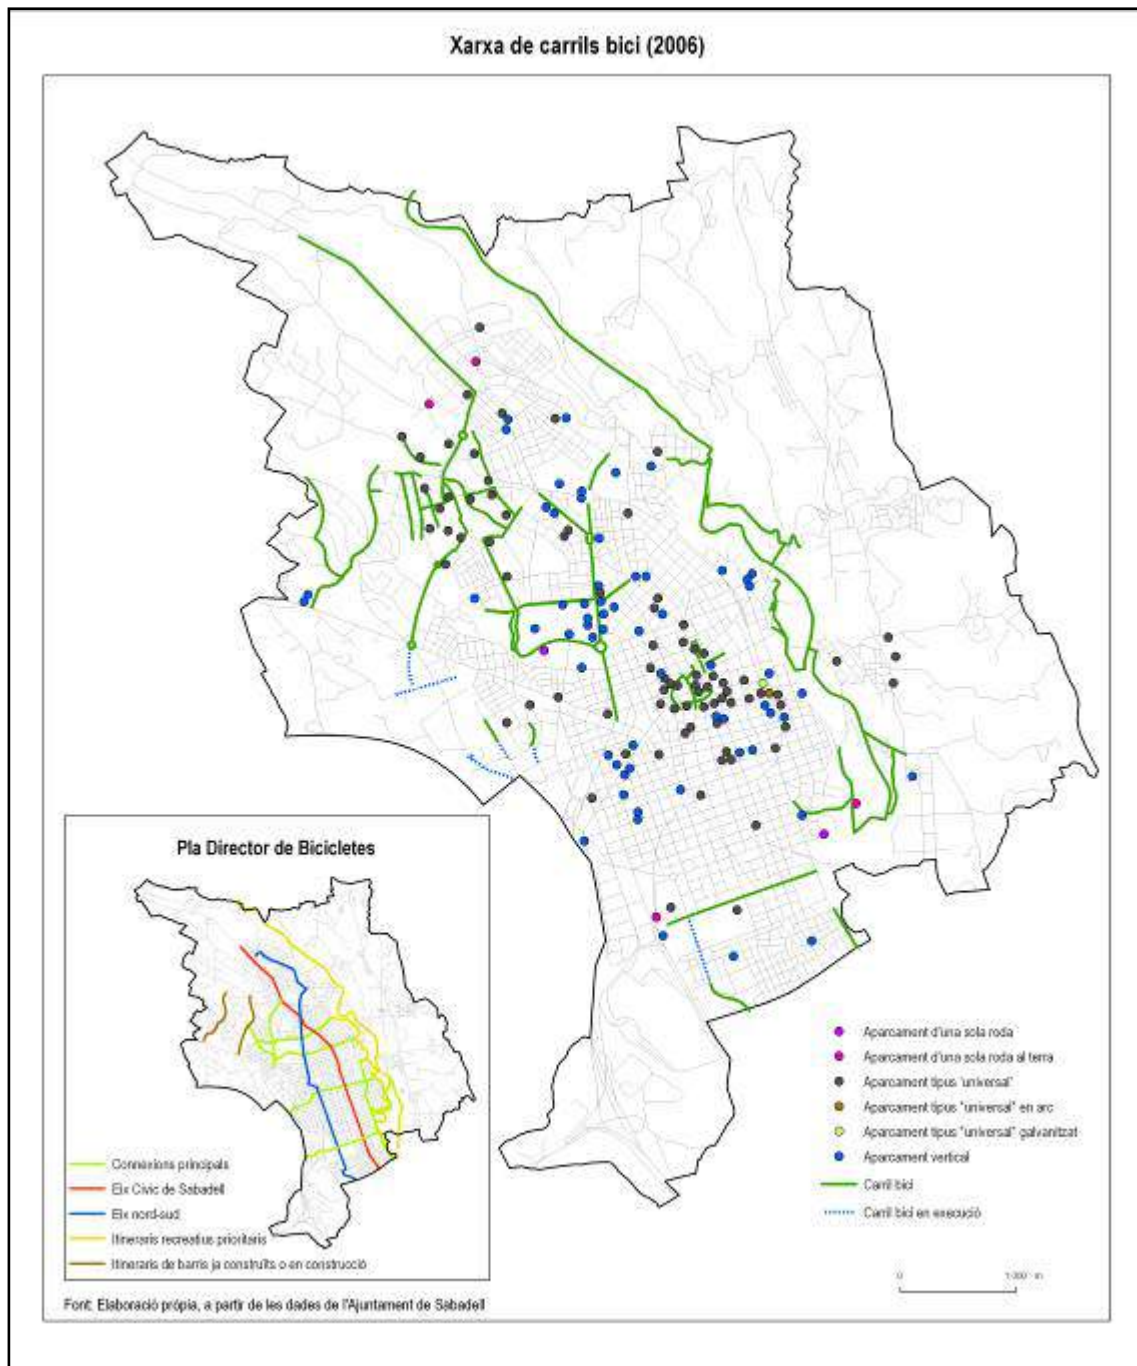 Xarxa de carrils bici (2006)
Pla Director de Bicicletes
Connexions principals
Eix Cívic de Sabadell
Eix nord-sud
Itineraris recreatius prioritaris
Itineraris de barris ja construïts o en construcció
Aparcament d'una sola roda
Aparcament d'una sola roda al terra
Aparcament tipus 'universal'
Aparcament tipus "universal" en arc
Aparcament tipus "universal" galvanitzat
Aparcament vertical
Carril bici
Carril bici en execució
0 1.000 m
Font: Elaboració pròpia, a partir de les dades de l'Ajuntament de Sabadell